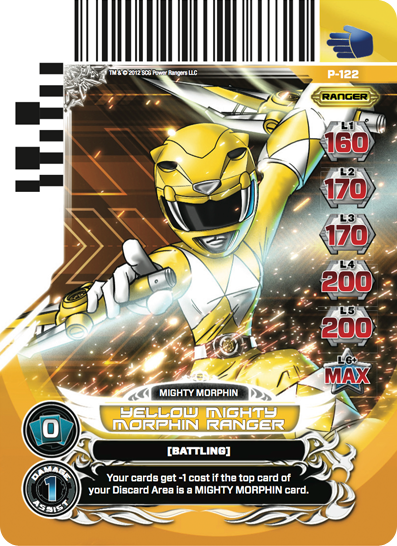 TM & © 2012 SCG Power Rangers LLC
P-122
RANGER
L1
160
L2
170
L3
170
L4
200
L5
200
L6+
MAX
MIGHTY MORPHIN
YELLOW MIGHTY
MORPHIN RANGER
0
[BATTLING]
DAMAGE
1
ASSIST
Your cards get -1 cost if the top card of
your Discard Area is a MIGHTY MORPHIN card.